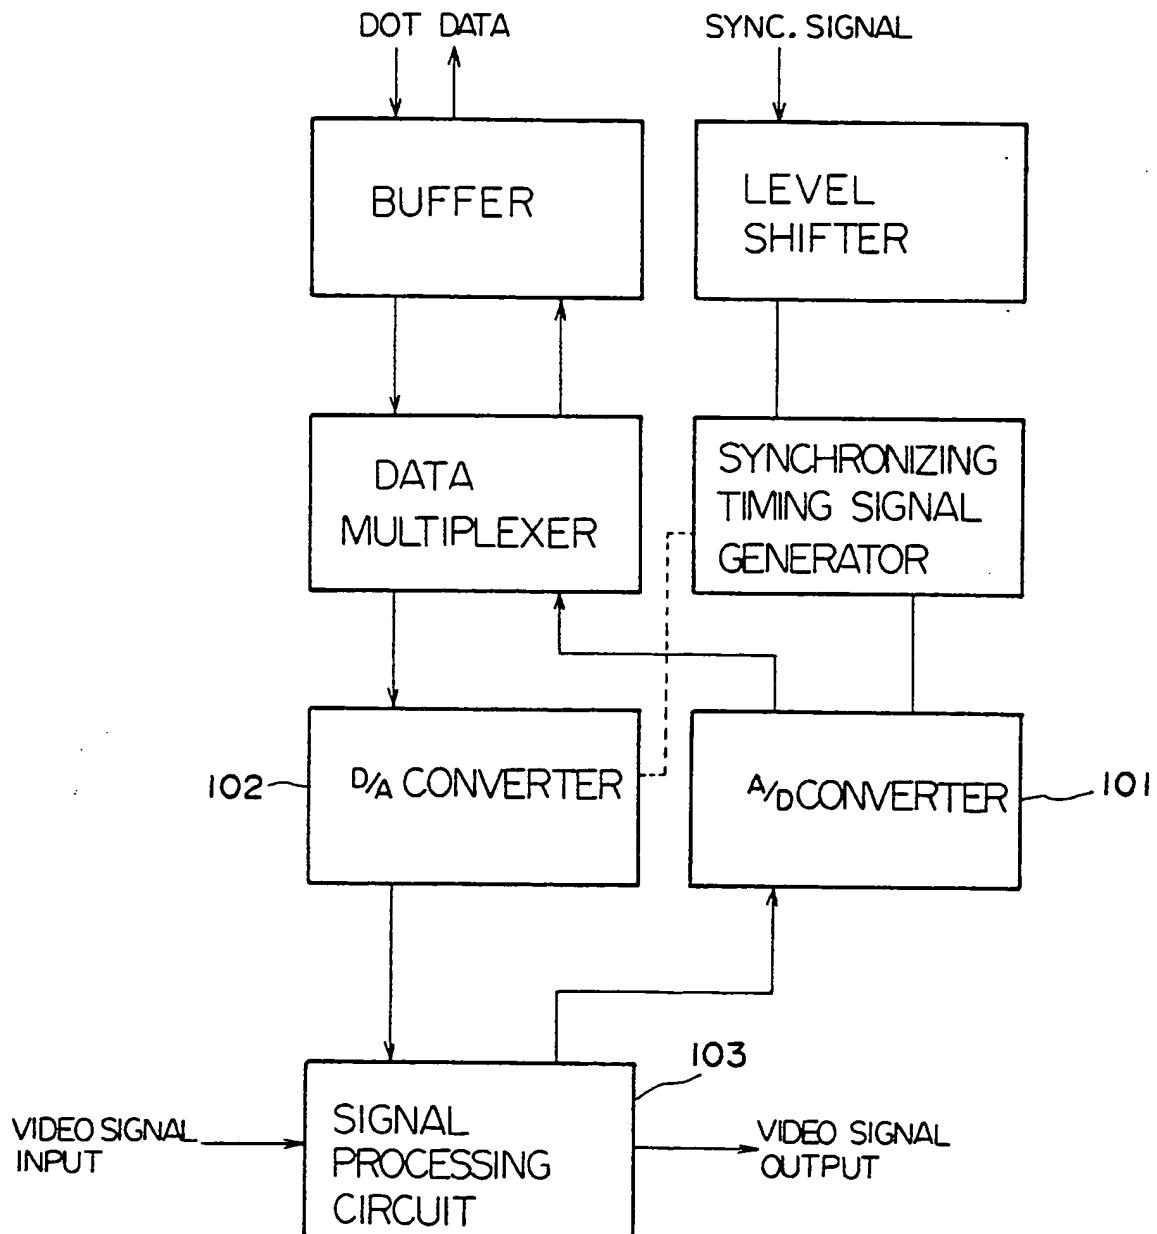 DOT DATA
SYNC. SIGNAL
BUFFER
LEVEL
SHIFTER
DATA
MULTIPLEXER
SYNCHRONIZING
TIMING SIGNAL
GENERATOR
102
D/A CONVERTER
A/D CONVERTER
101
103
VIDEO SIGNAL
INPUT
SIGNAL
PROCESSING
CIRCUIT
VIDEO SIGNAL
OUTPUT